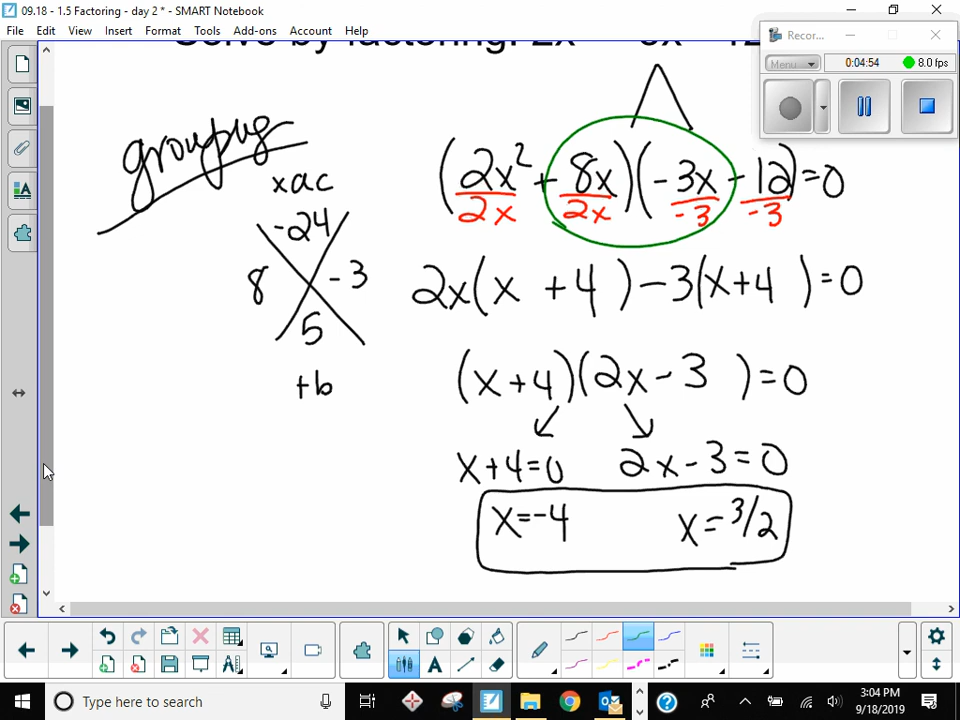 09.18 - 1.5 Factoring - day 2 * - SMART Notebook
File Edit View Insert Format Tools Add-ons Account Help
Recor...
Menu 0:04:54 8.0 fps
grouping
(2x² + 8x)(-3x - 12) = 0
2x 2x -3 -3
xac
-24
8 -3
5
+b
2x(x + 4) - 3(x + 4) = 0
(x + 4)(2x - 3) = 0
x + 4 = 0 2x - 3 = 0
x = -4 x = 3/2
A
Type here to search
3:04 PM
9/18/2019